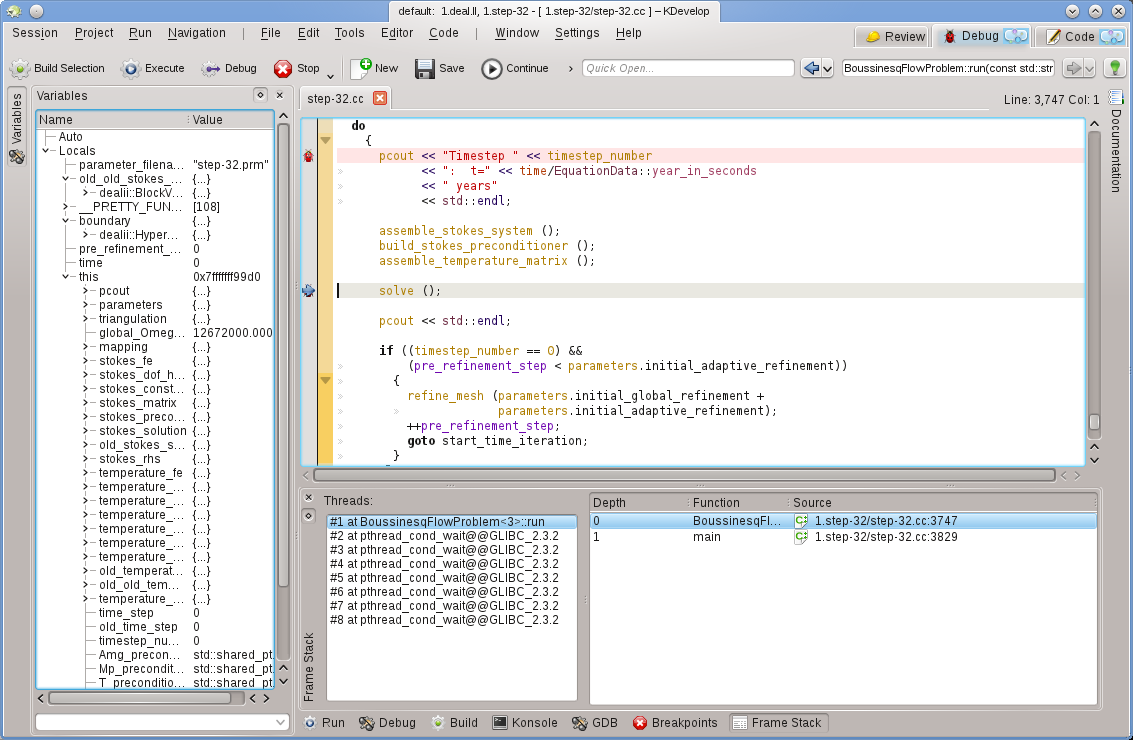 default:  1.deal.II, 1.step-32 - [ 1.step-32/step-32.cc ] – KDevelop
Session Project Run Navigation | File Edit Tools Editor Code | Window Settings Help Review Debug Code
Build Selection Execute Debug Stop New Save Continue › Quick Open... BoussinesqFlowProblem::run(const std::str
Variables
Variables
Name Value
Auto
Locals
parameter_filena... "step-32.prm"
old_old_stokes_... {...}
dealii::BlockV... {...}
__PRETTY_FUN... [108]
boundary {...}
dealii::Hyper... {...}
pre_refinement_... 0
time 0
this 0x7fffffff99d0
pcout {...}
parameters {...}
triangulation {...}
global_Omeg... 12672000.000
mapping {...}
stokes_fe {...}
stokes_dof_h... {...}
stokes_const... {...}
stokes_matrix {...}
stokes_preco... {...}
stokes_solution {...}
old_stokes_s... {...}
stokes_rhs {...}
temperature_fe {...}
temperature_... {...}
temperature_... {...}
temperature_... {...}
temperature_... {...}
temperature_... {...}
temperature_... {...}
old_temperat... {...}
old_old_tem... {...}
temperature_... {...}
time_step 0
old_time_step 0
timestep_nu... 0
Amg_precon... std::shared_pt
Mp_precondit... std::shared_pt
T_preconditio... std::shared_pt
step-32.cc Line: 3,747 Col: 1
Documentation
do
{
pcout << "Timestep " << timestep_number
<< ":  t=" << time/EquationData::year_in_seconds
<< " years"
<< std::endl;
assemble_stokes_system ();
build_stokes_preconditioner ();
assemble_temperature_matrix ();
solve ();
pcout << std::endl;
if ((timestep_number == 0) &&
(pre_refinement_step < parameters.initial_adaptive_refinement))
{
refine_mesh (parameters.initial_global_refinement +
parameters.initial_adaptive_refinement);
++pre_refinement_step;
goto start_time_iteration;
}
Frame Stack
Threads:
#1 at BoussinesqFlowProblem<3>::run
#2 at pthread_cond_wait@@GLIBC_2.3.2
#3 at pthread_cond_wait@@GLIBC_2.3.2
#4 at pthread_cond_wait@@GLIBC_2.3.2
#5 at pthread_cond_wait@@GLIBC_2.3.2
#6 at pthread_cond_wait@@GLIBC_2.3.2
#7 at pthread_cond_wait@@GLIBC_2.3.2
#8 at pthread_cond_wait@@GLIBC_2.3.2
Depth Function Source
0 BoussinesqFl... 1.step-32/step-32.cc:3747
1 main 1.step-32/step-32.cc:3829
Run Debug Build Konsole GDB Breakpoints Frame Stack